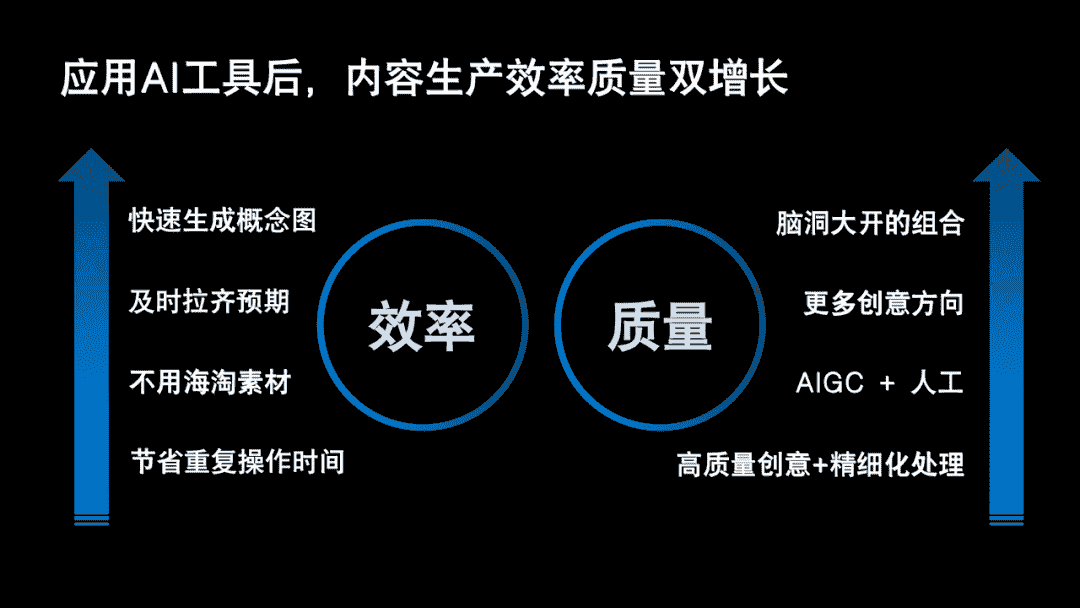 应用AI工具后，内容生产效率质量双增长
快速生成概念图
及时拉齐预期
不用海淘素材
节省重复操作时间
效率
质量
脑洞大开的组合
更多创意方向
AIGC + 人工
高质量创意+精细化处理